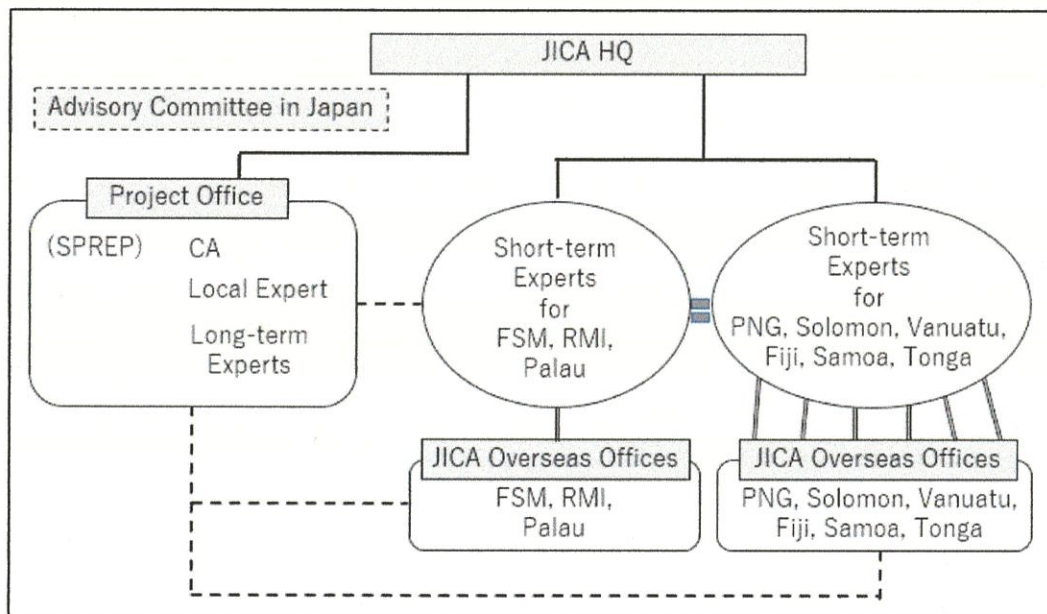 JICA HQ
Advisory Committee in Japan
Project Office
(SPREP) CA
Local Expert
Long-term
Experts
Short-term
Experts
for
FSM, RMI,
Palau
Short-term
Experts
for
PNG, Solomon, Vanuatu,
Fiji, Samoa, Tonga
JICA Overseas Offices
FSM, RMI,
Palau
JICA Overseas Offices
PNG, Solomon, Vanuatu,
Fiji, Samoa, Tonga